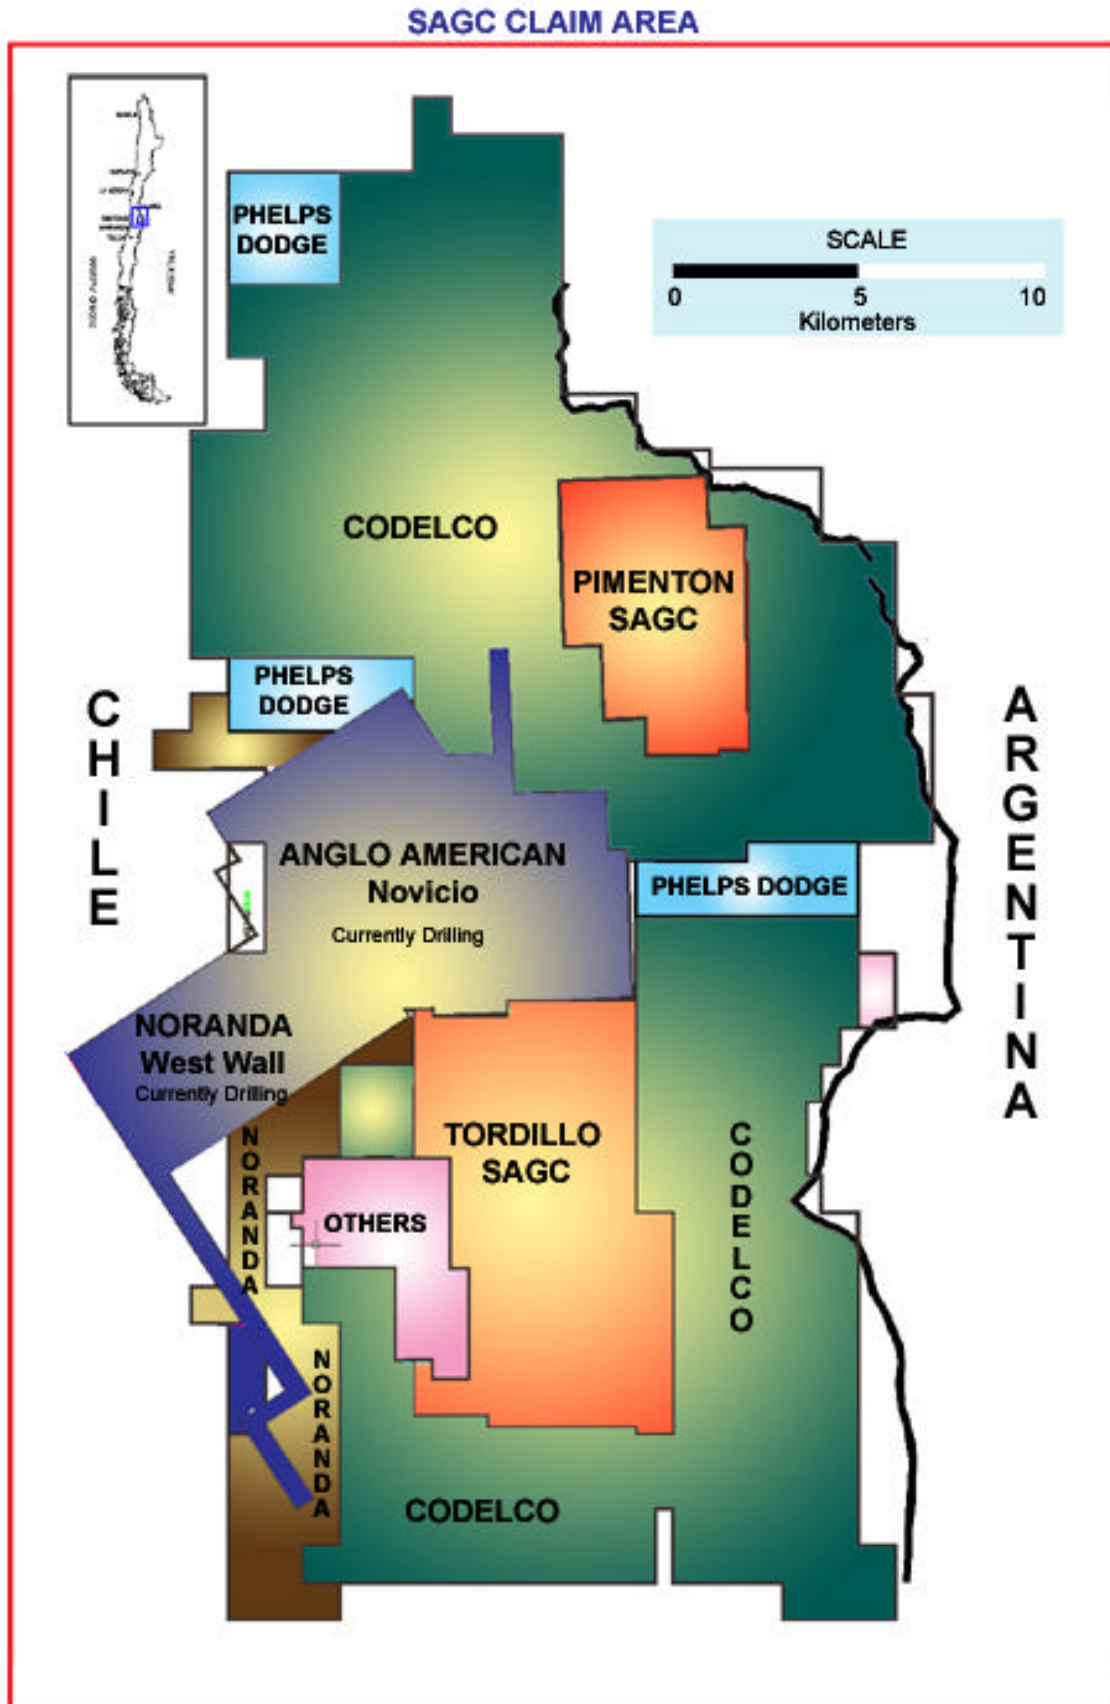 SAGC CLAIM AREA
PHELPS
DODGE
SCALE
0 5 10
Kilometers
CODELCO
PIMENTON
SAGC
PHELPS
DODGE
CHILE
ARGENTINA
ANGLO AMERICAN
Novicio
Currently Drilling
PHELPS DODGE
NORANDA
West Wall
Currently Drilling
NORANDA
TORDILLO
SAGC
CODELCO
OTHERS
NORANDA
CODELCO